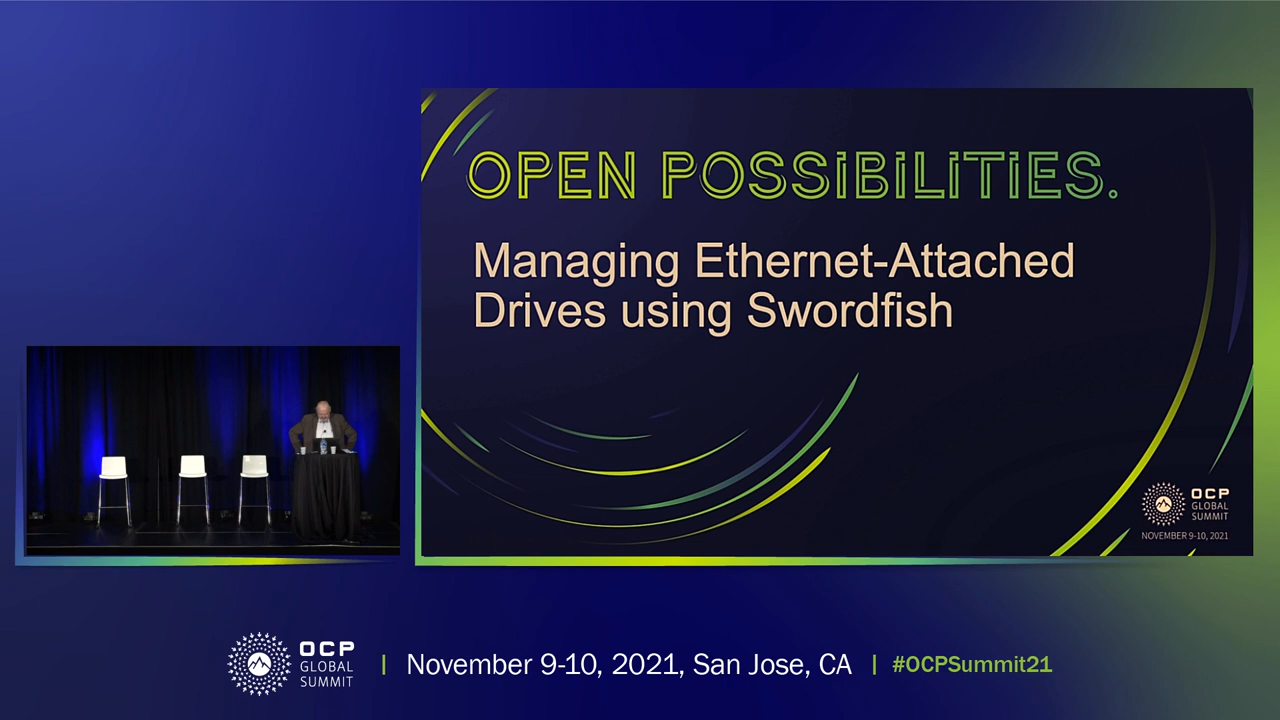 OPEN POSSIBILITIES.
Managing Ethernet-Attached
Drives using Swordfish
OCP
GLOBAL
SUMMIT
NOVEMBER 9-10, 2021
OCP
GLOBAL
SUMMIT
November 9-10, 2021, San Jose, CA
#OCPSummit21